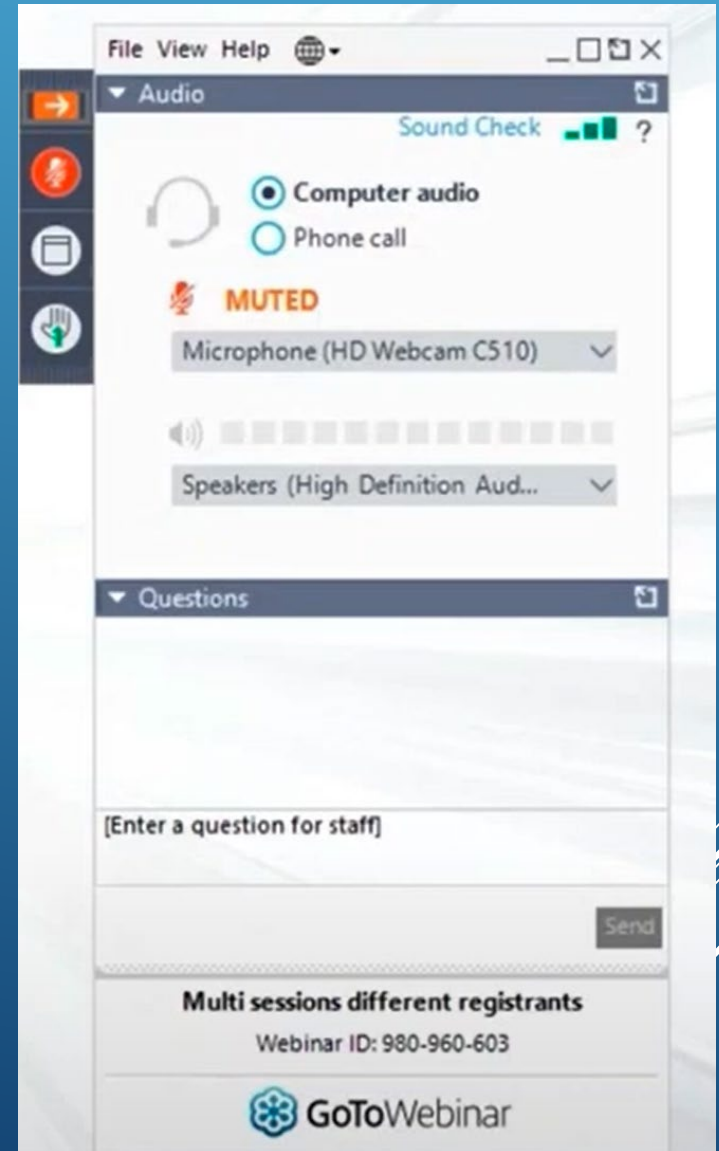 File View Help
Audio
Sound Check ?
Computer audio
Phone call
MUTED
Microphone (HD Webcam C510)
Speakers (High Definition Aud...
Questions
[Enter a question for staff]
Send
Multi sessions different registrants
Webinar ID: 980-960-603
GoToWebinar